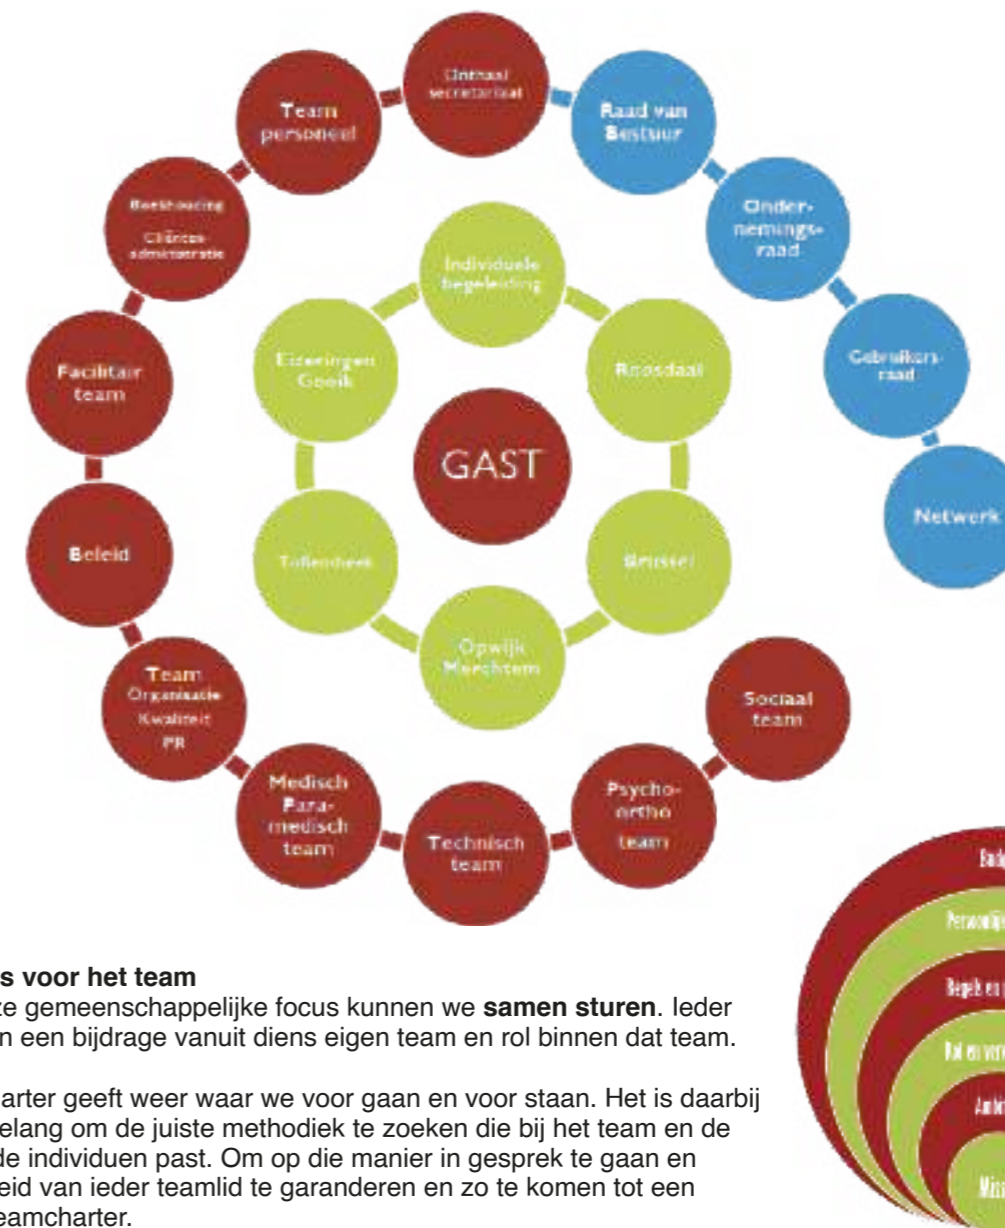 Onthaal
secretariaat
Team
personeel
Raad van
Bestuur
Boekhouding
Cliënten-
administratie
Onder-
nemings-
raad
Facilitair
team
Gebruikers-
raad
Beleid
Netwerk
Team
Organisatie
Kwaliteit
PR
Medisch
Para-
medisch
team
Technisch
team
Psycho-
ortho
team
Sociaal
team
Individuele
begeleiding
Eizeringen
Gooik
Roosdaal
GAST
Tollembeek
Brussel
Opwijk
Merchtem
s voor het team
ze gemeenschappelijke focus kunnen we samen sturen. Ieder
n een bijdrage vanuit diens eigen team en rol binnen dat team.
arter geeft weer waar we voor gaan en voor staan. Het is daarbij
elang om de juiste methodiek te zoeken die bij het team en de
de individuen past. Om op die manier in gesprek te gaan en
eid van ieder teamlid te garanderen en zo te komen tot een
eamcharter.
Persoonlijk
Regels en
Rol en